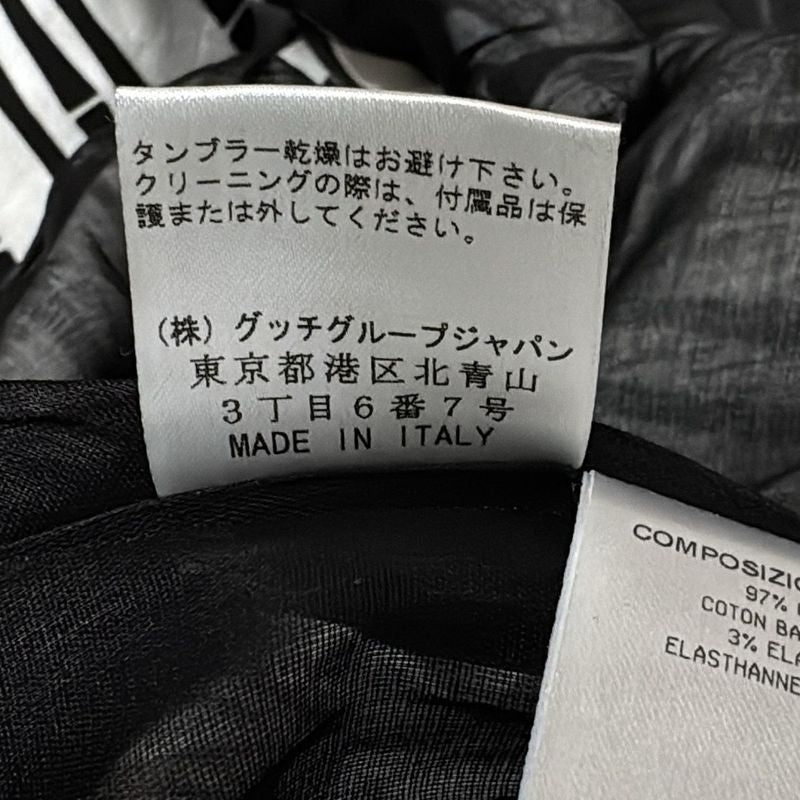 タンブラー乾燥はお避け下さい。
クリーニングの際は、付属品は保
護または外してください。
(株)グッチグループジャパン
東京都港区北青山
3丁目6番7号
MADE IN ITALY
97%
COTON
3%
ELASTHANNE